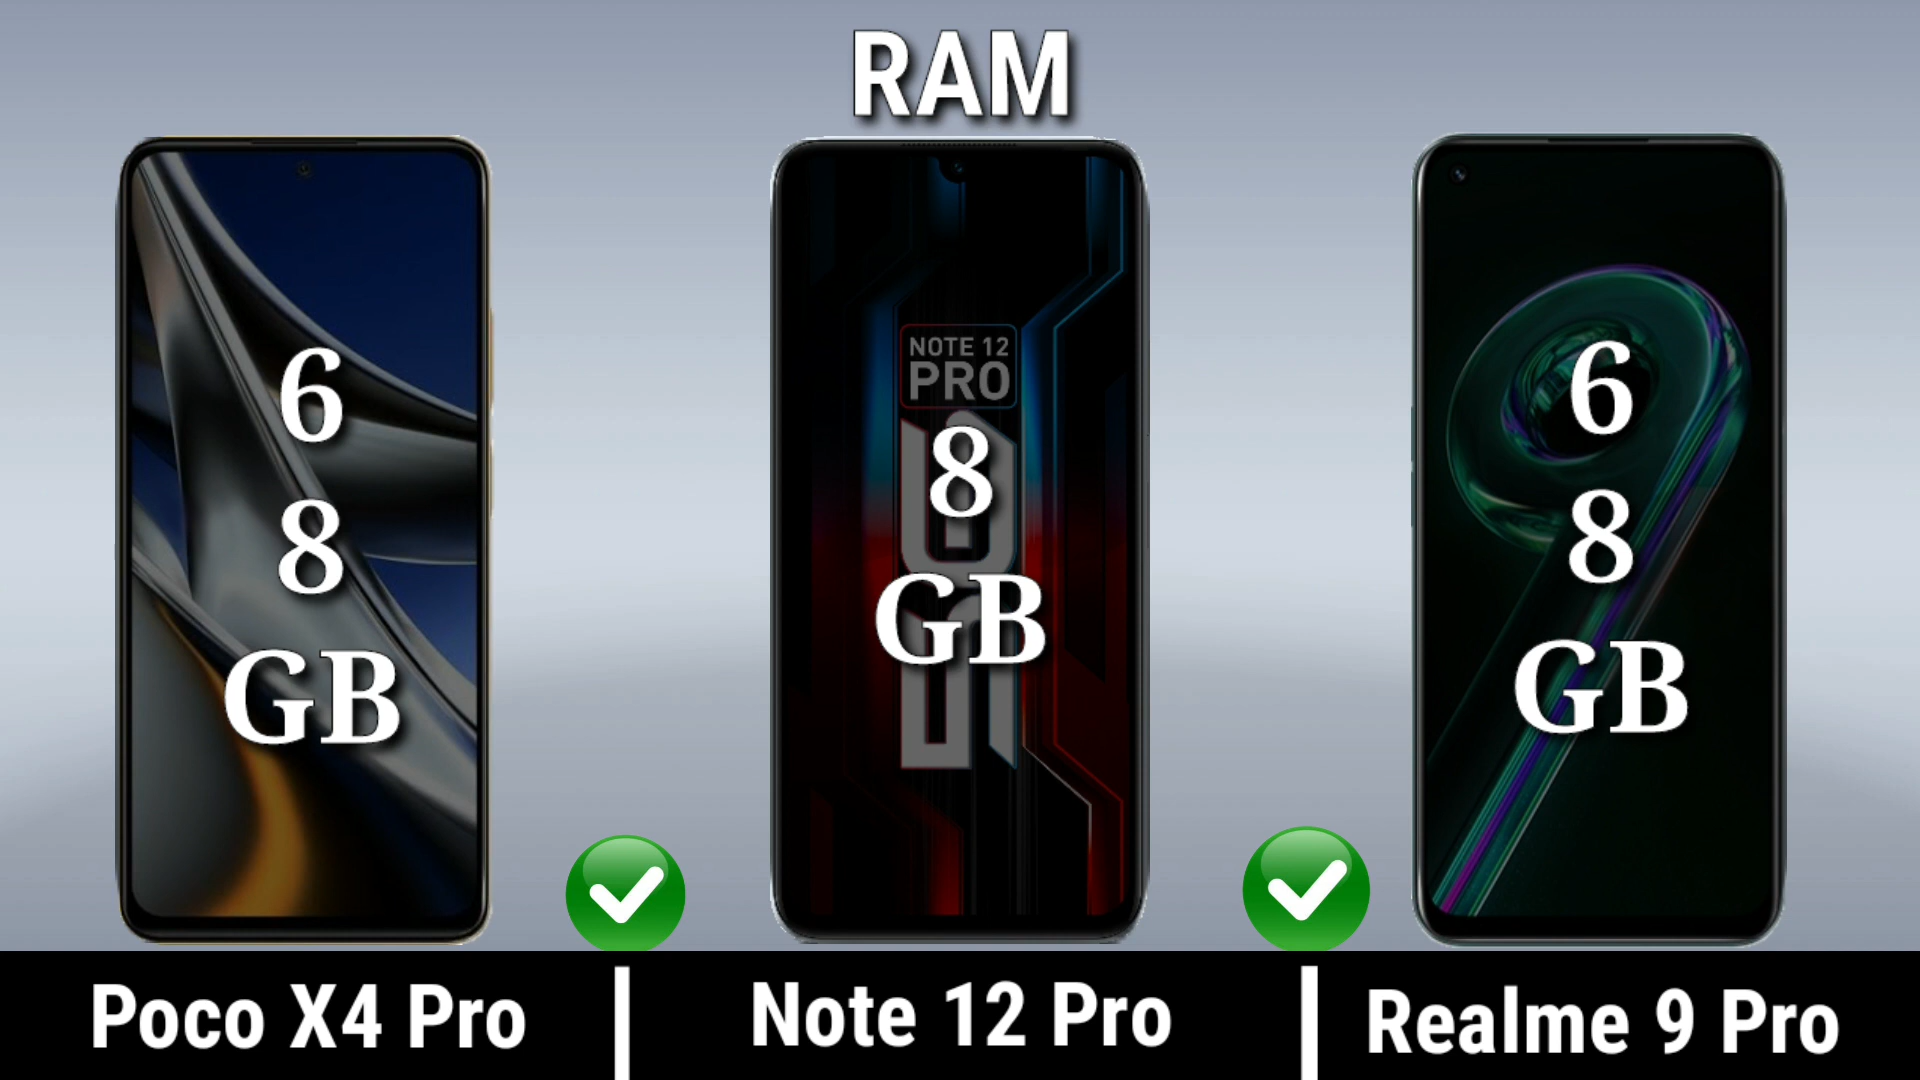 RAM
6
8
GB
NOTE 12
PRO
8
GB
6
8
GB
Poco X4 Pro
Note 12 Pro
Realme 9 Pro